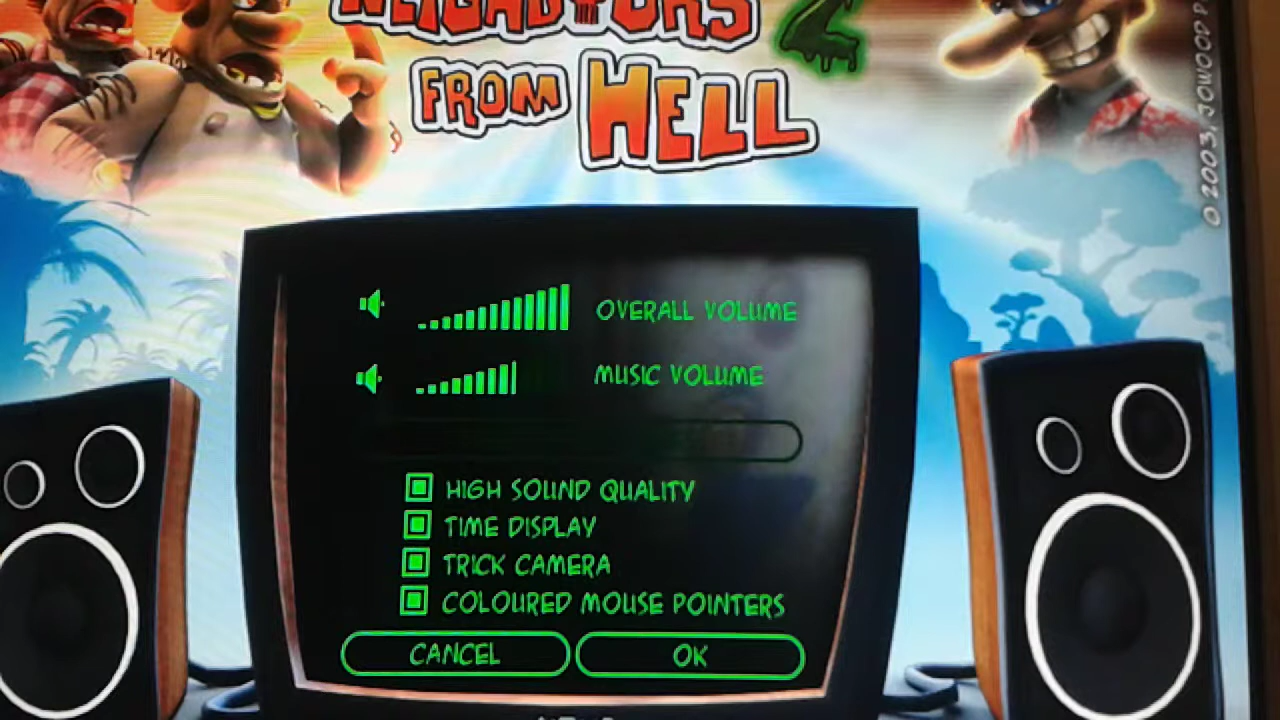 NEIGHBOURS 2
FROM HELL
© 2003, JOWOOD P
OVERALL VOLUME
MUSIC VOLUME
HIGH SOUND QUALITY
TIME DISPLAY
TRICK CAMERA
COLOURED MOUSE POINTERS
CANCEL
OK